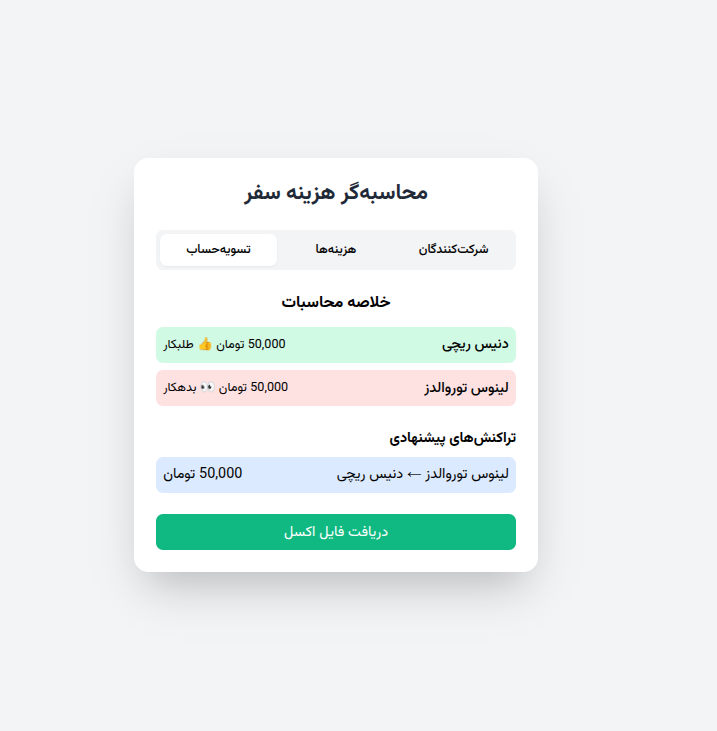 محاسبه‌گر هزینه سفر
شرکت‌کنندگان هزینه‌ها تسویه‌حساب
خلاصه محاسبات
دنیس ریچی 50,000 تومان 👍 طلبکار
لینوس توروالدز 50,000 تومان 👀 بدهکار
تراکنش‌های پیشنهادی
لینوس توروالدز ← دنیس ریچی 50,000 تومان
دریافت فایل اکسل